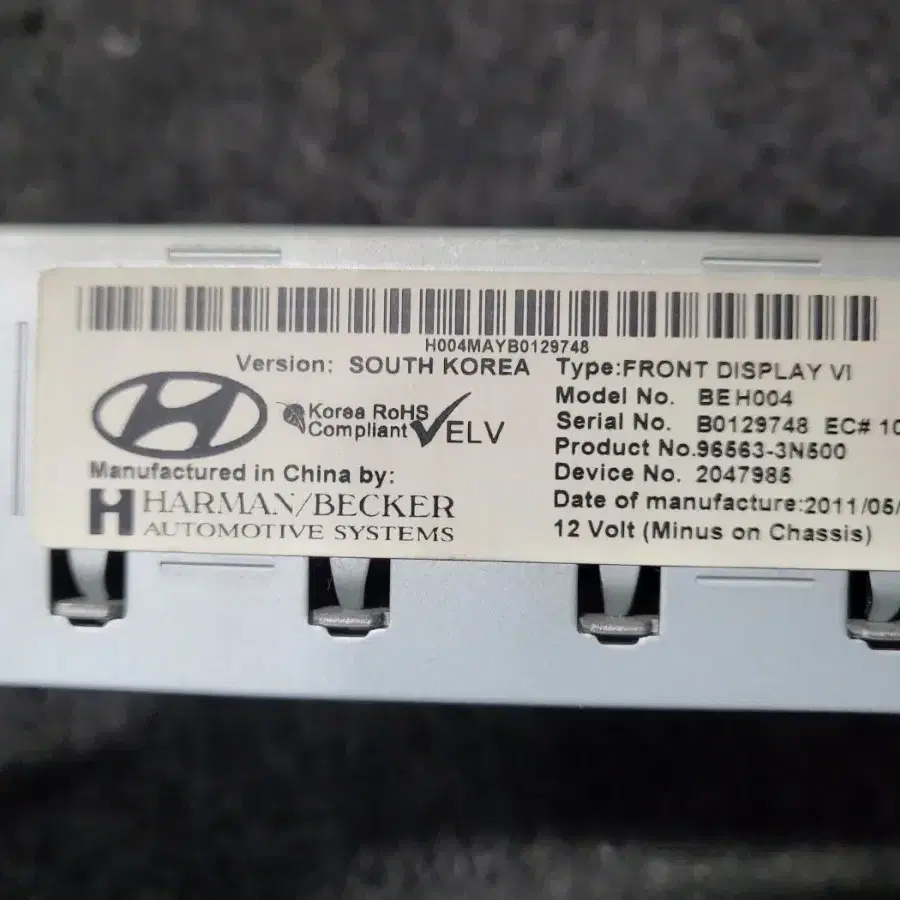 H004MAYB0129748
Version: SOUTH KOREA
Type:FRONT DISPLAY VI
Model No. BEH004
Serial No. B0129748 EC# 10
Product No.96563-3N500
Device No. 2047985
Date of manufacture:2011/05/
12 Volt (Minus on Chassis)
Korea RoHS
Compliant
ELV
Manufactured in China by:
HARMAN/BECKER
AUTOMOTIVE SYSTEMS